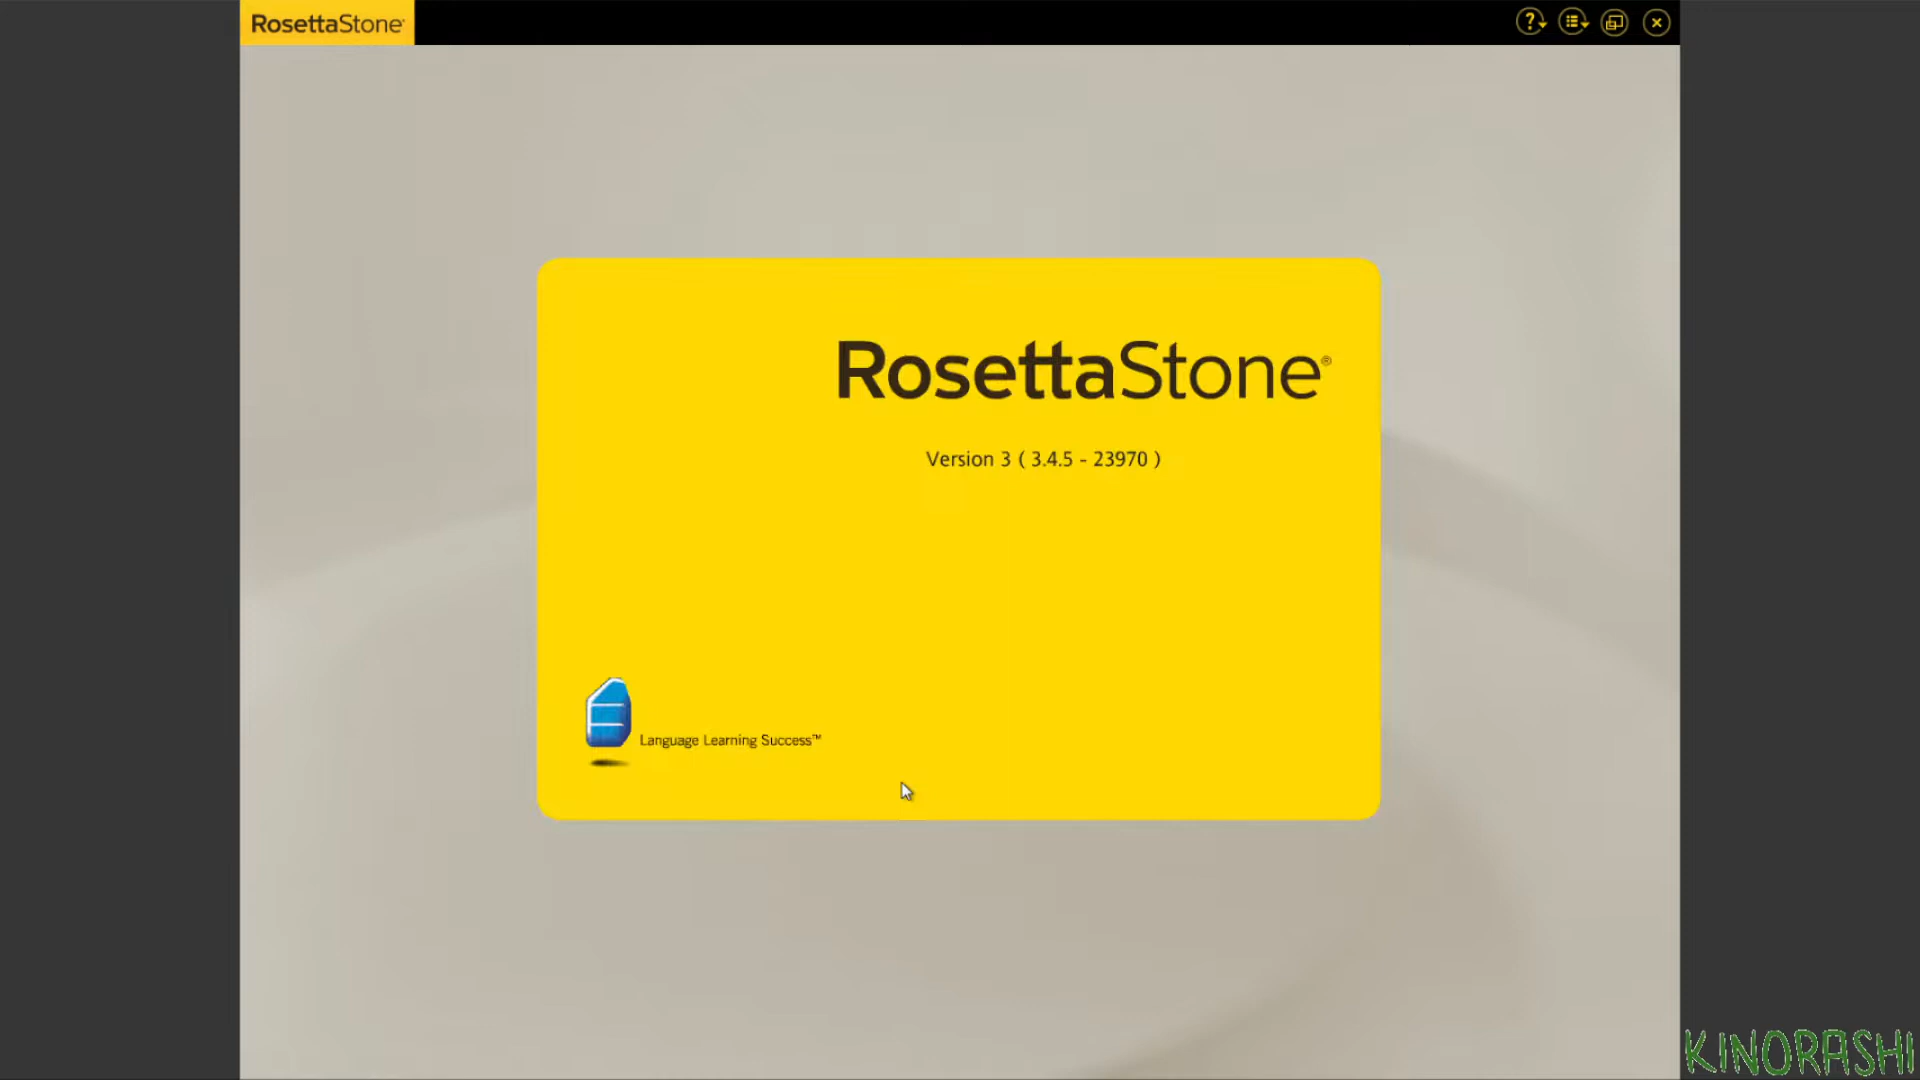 RosettaStone
RosettaStone®
Version 3 ( 3.4.5 - 23970 )
Language Learning Success™
KINORASHI